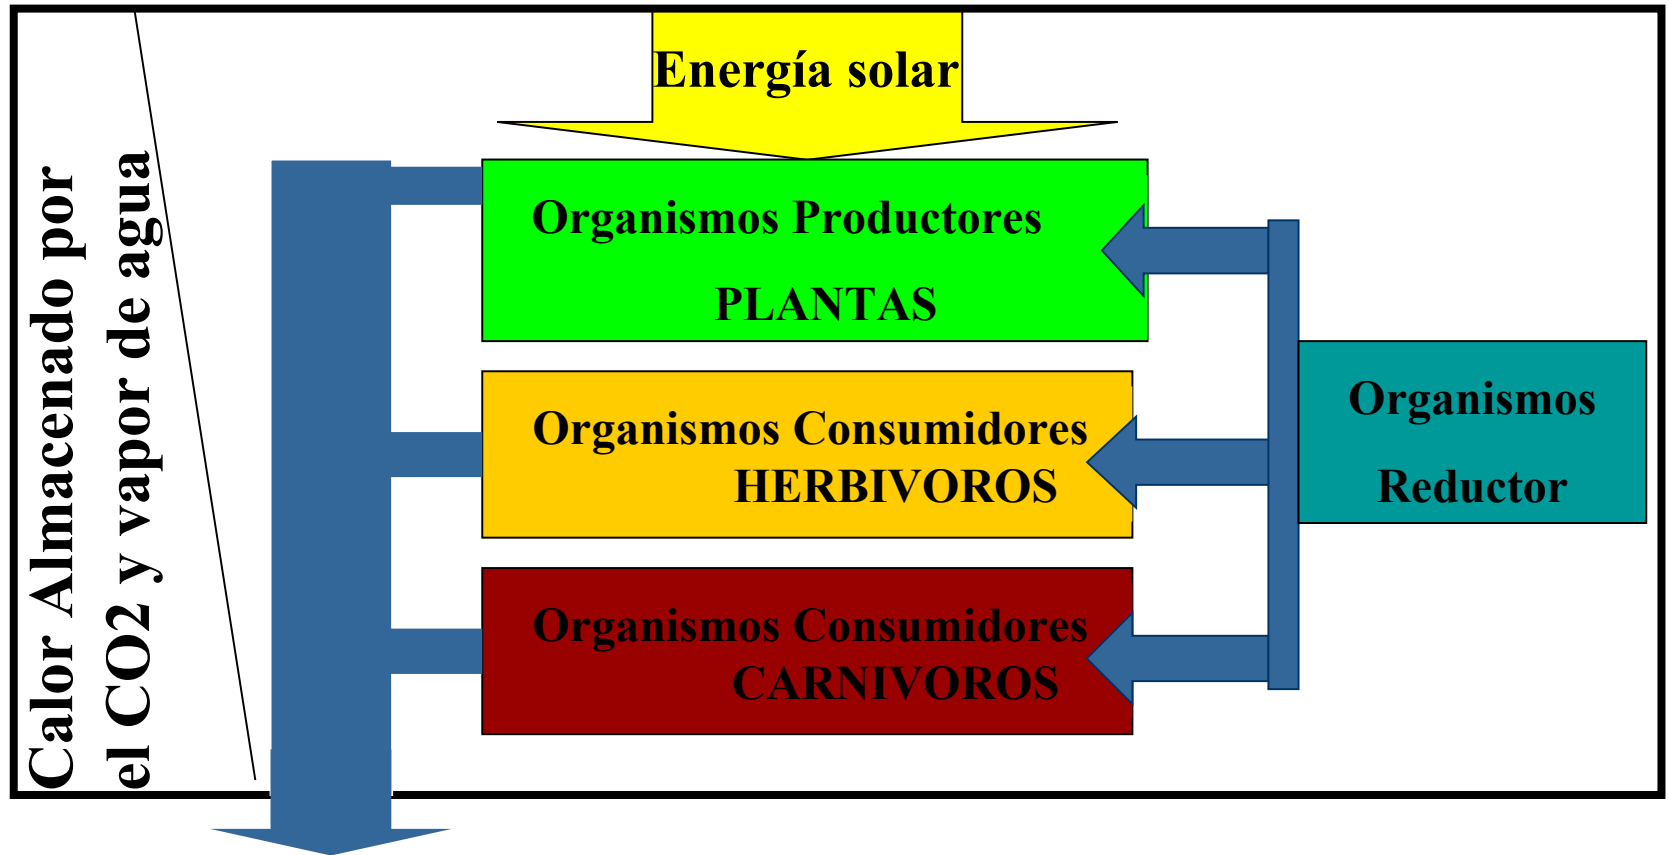 Energía solar
Calor Almacenado por
el CO2 y vapor de agua
Organismos Productores
PLANTAS
Organismos Consumidores
HERBIVOROS
Organismos Consumidores
CARNIVOROS
Organismos
Reductor